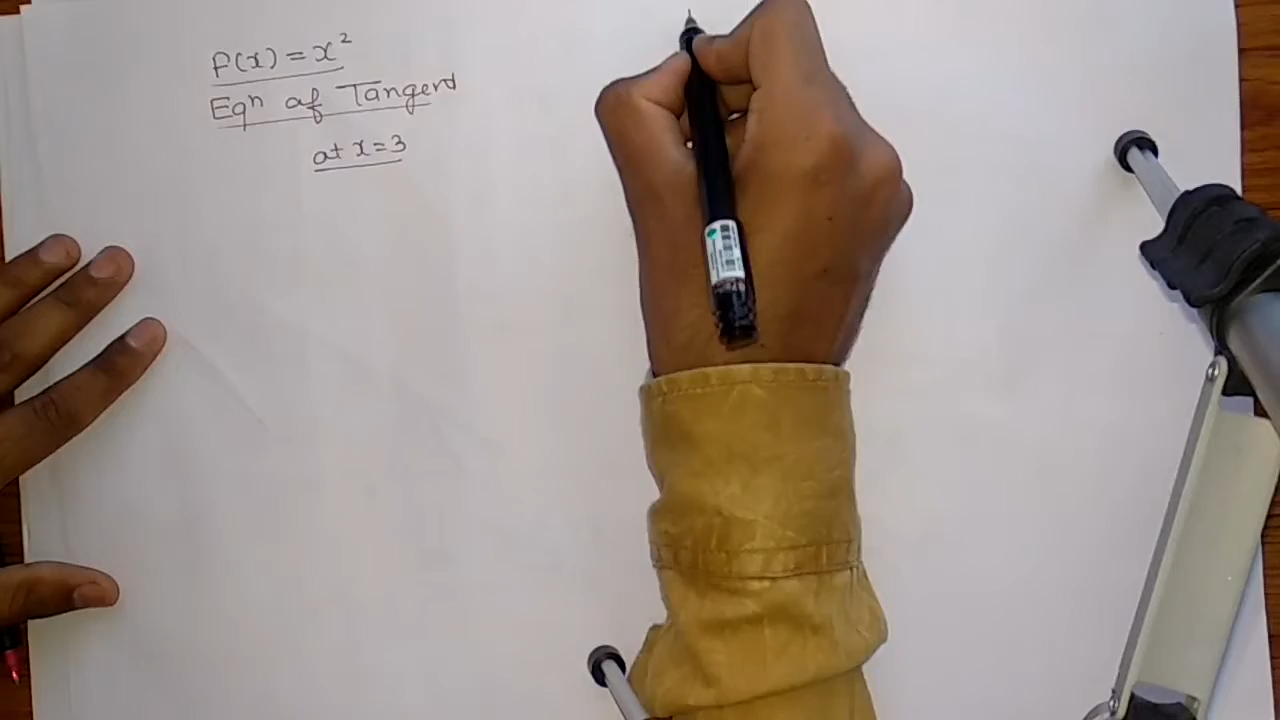 f(x) = x²
Eqⁿ of Tangent
at x=3